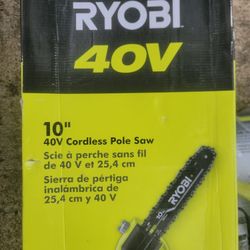 RYOBI
40V
10"
40V Cordless Pole Saw
Scie à perche sans fil
de 40 V et 25,4 cm
Sierra de pértiga
inalámbrica de
25,4 cm y 40 V
RYOBI